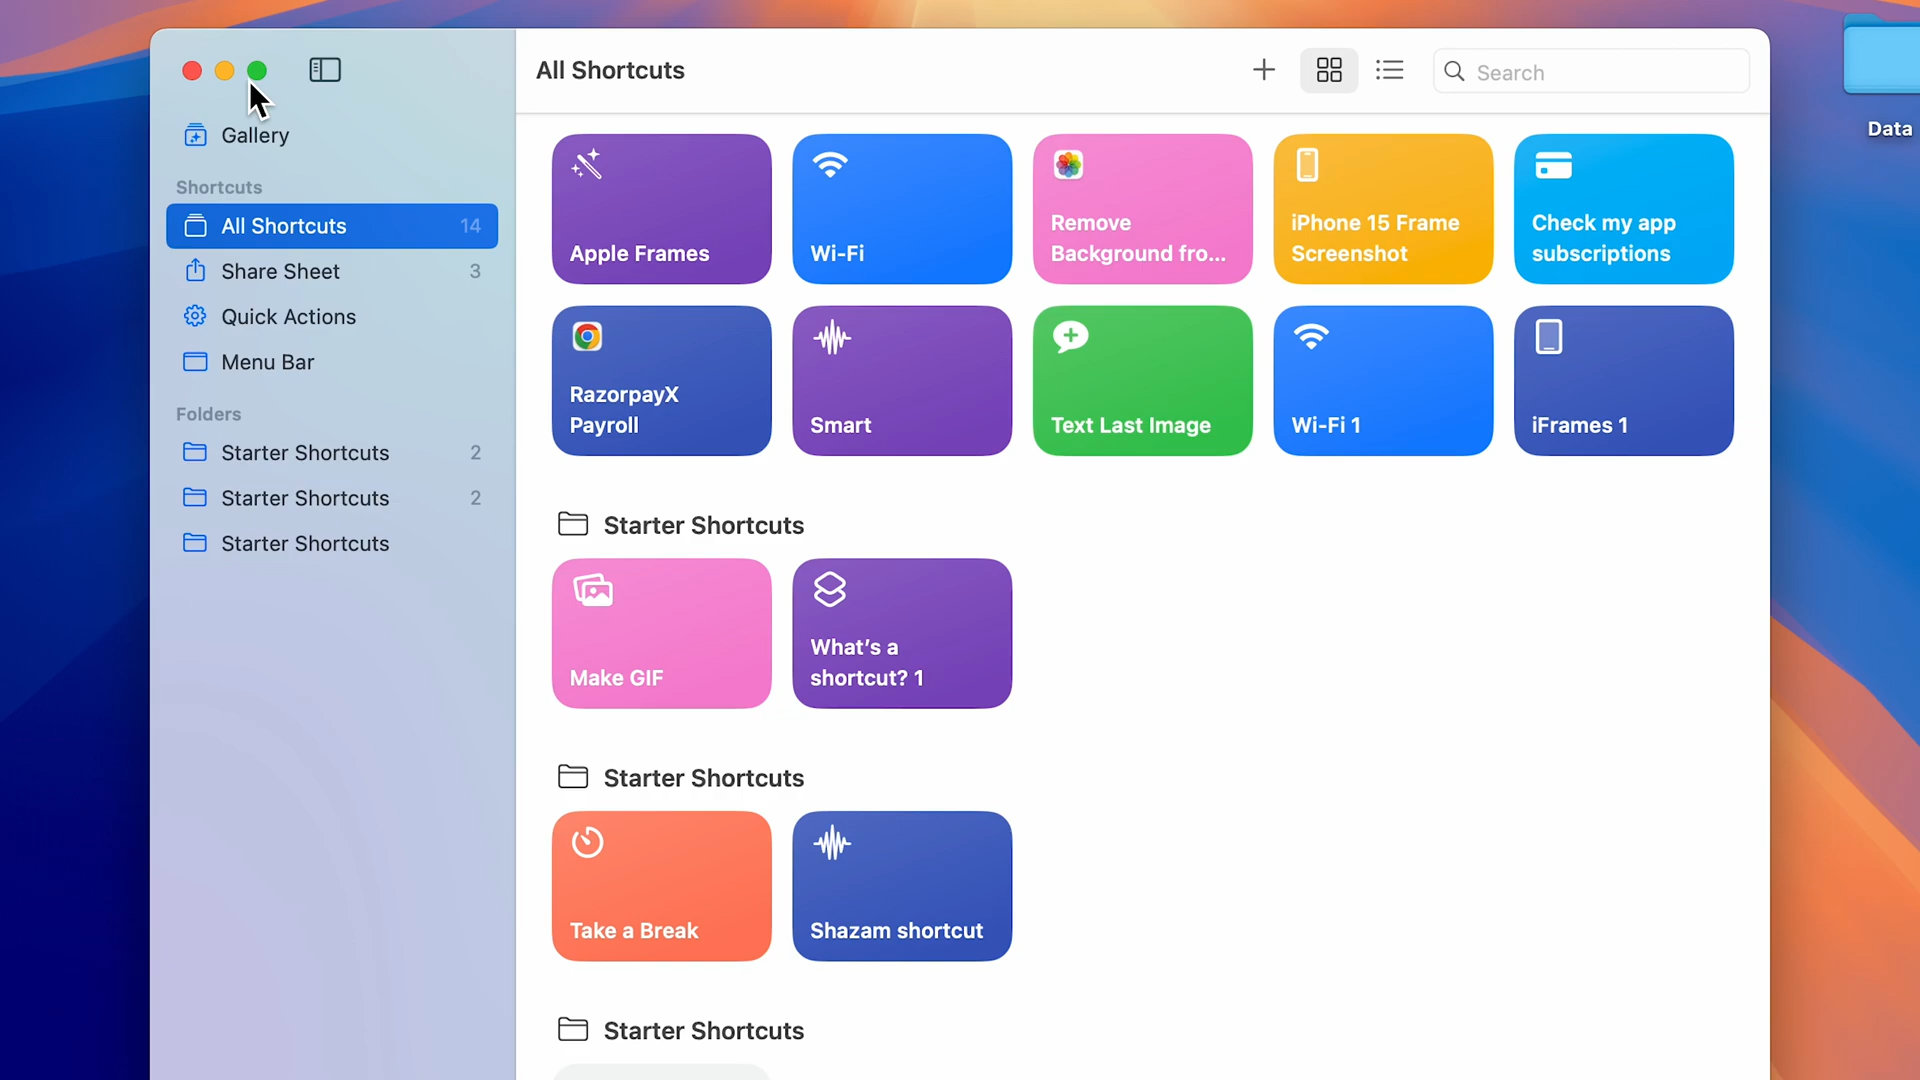 All Shortcuts
Search
Gallery
Shortcuts
All Shortcuts 14
Share Sheet 3
Quick Actions
Menu Bar
Folders
Starter Shortcuts 2
Starter Shortcuts 2
Starter Shortcuts
Apple Frames
Wi-Fi
Remove
Background fro...
iPhone 15 Frame
Screenshot
Check my app
subscriptions
RazorpayX
Payroll
Smart
Text Last Image
Wi-Fi 1
iFrames 1
Starter Shortcuts
Make GIF
What's a
shortcut? 1
Starter Shortcuts
Take a Break
Shazam shortcut
Starter Shortcuts
Data